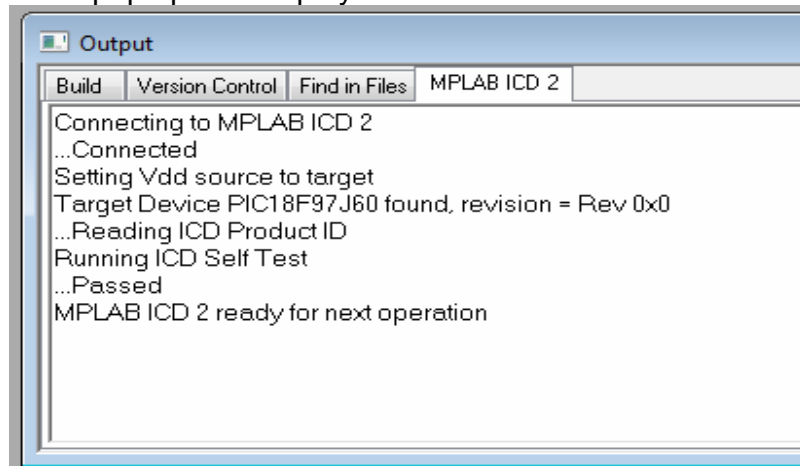 Output
Build Version Control Find in Files MPLAB ICD 2
Connecting to MPLAB ICD 2
...Connected
Setting Vdd source to target
Target Device PIC18F97J60 found, revision = Rev 0x0
...Reading ICD Product ID
Running ICD Self Test
...Passed
MPLAB ICD 2 ready for next operation